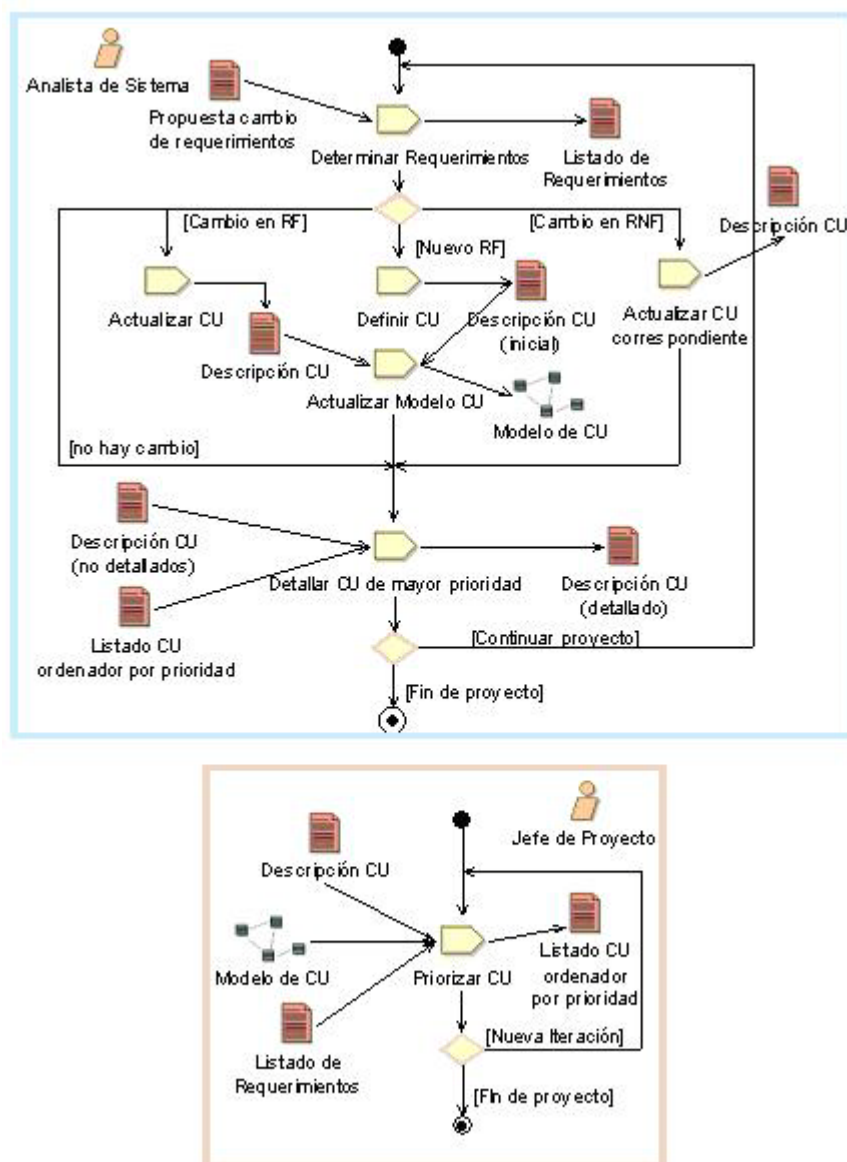 Analista de Sistema
Propuesta cambio
de requerimientos
Determinar Requerimientos
Listado de
Requerimientos
[Cambio en RF]
[Nuevo RF]
[Cambio en RNF]
Descripción CU
Actualizar CU
Definir CU
Descripción CU
(inicial)
Actualizar CU
correspondiente
Descripción CU
Actualizar Modelo CU
Modelo de CU
[no hay cambio]
Descripción CU
(no detallados)
Detallar CU de mayor prioridad
Descripción CU
(detallado)
Listado CU
ordenador por prioridad
[Continuar proyecto]
[Fin de proyecto]
Jefe de Proyecto
Descripción CU
Modelo de CU
Priorizar CU
Listado CU
ordenador
por prioridad
Listado de
Requerimientos
[Nueva Iteración]
[Fin de proyecto]